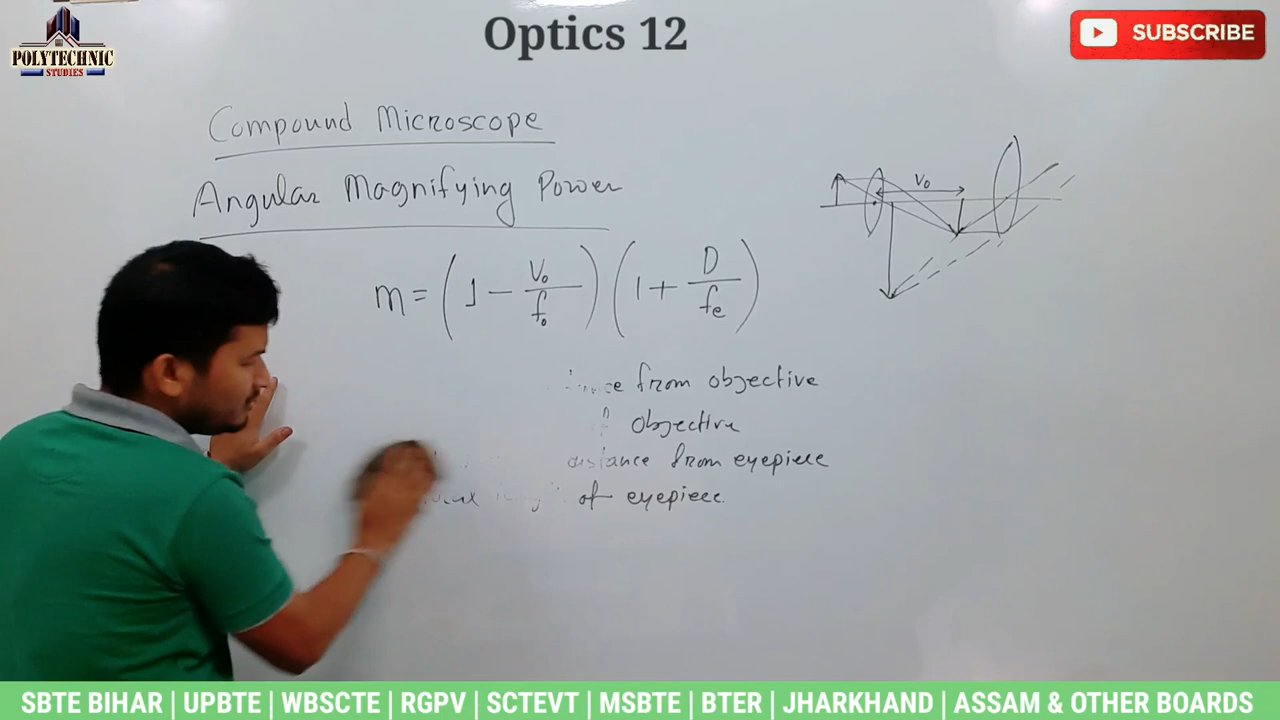 POLYTECHNIC
STUDIES
Optics 12
SUBSCRIBE
Compound Microscope
Angular Magnifying Power
m = (1 - V₀/f₀) (1 + D/fe)
V₀
from objective
objective
distance from eyepiece
of eyepiece
SBTE BIHAR | UPBTE | WBSCTE | RGPV | SCTEVT | MSBTE | BTER | JHARKHAND | ASSAM & OTHER BOARDS